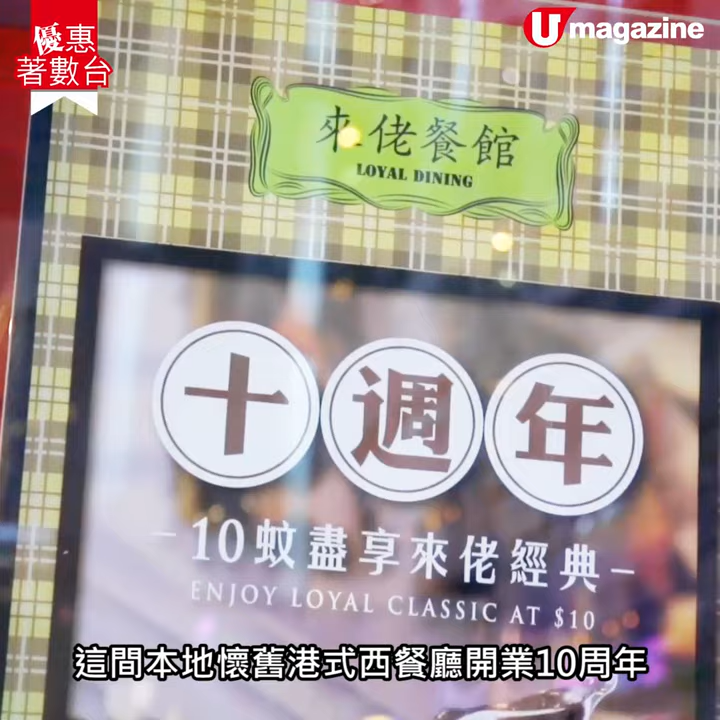 優惠
著數台
U magazine
來佬餐館
LOYAL DINING
十週年
-10蚊盡享來佬經典-
ENJOY LOYAL CLASSIC AT $10
這間本地懷舊港式西餐廳開業10周年